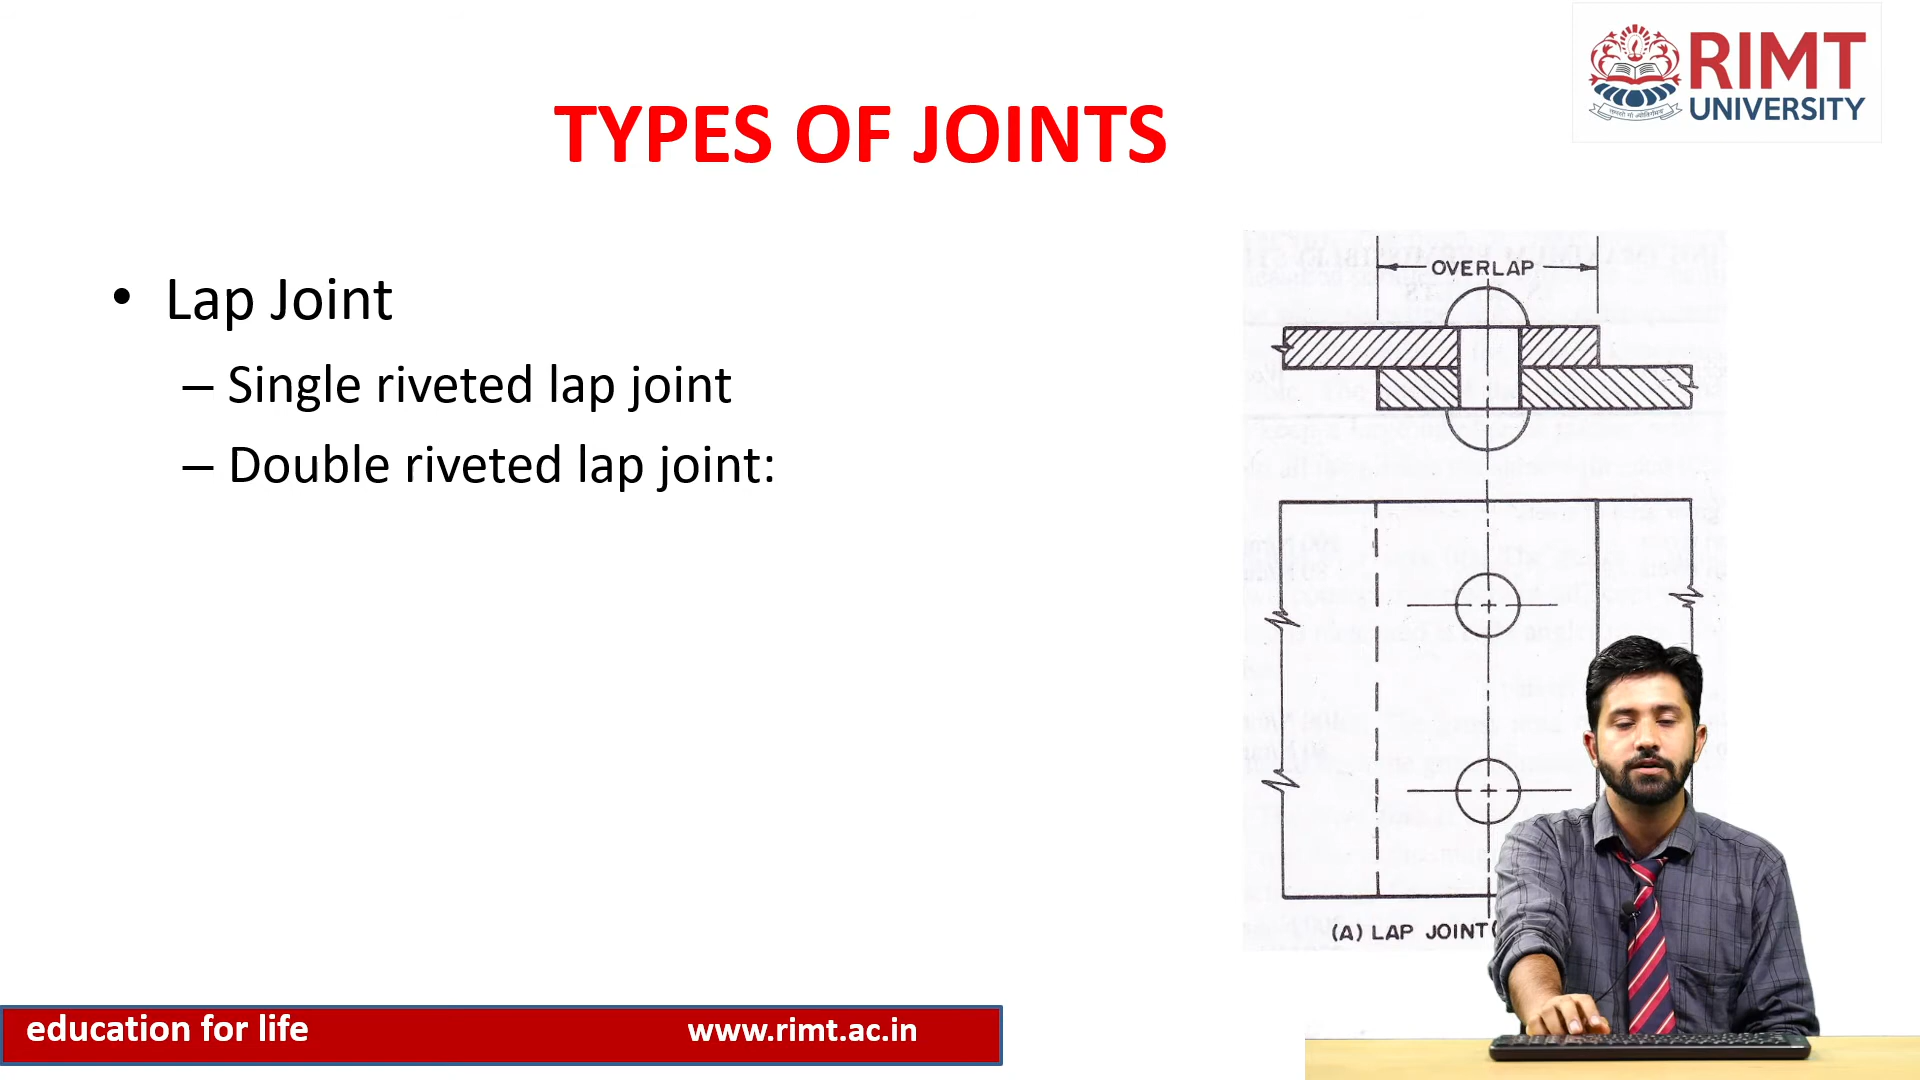 RIMT
UNIVERSITY
TYPES OF JOINTS
• Lap Joint
– Single riveted lap joint
– Double riveted lap joint:
OVERLAP
(A) LAP JOINT(
education for life
www.rimt.ac.in